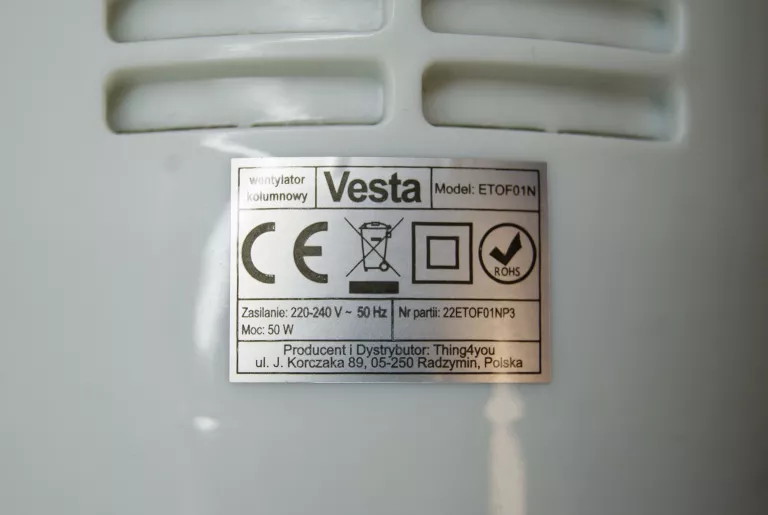 wentylator
kolumnowy
Vesta
Model: ETOF01N
CE
ROHS
Zasilanie: 220-240 V ~ 50 Hz
Moc: 50 W
Nr partii: 22ETOF01NP3
Producent i Dystrybutor: Thing4you
ul. J. Korczaka 89, 05-250 Radzymin, Polska